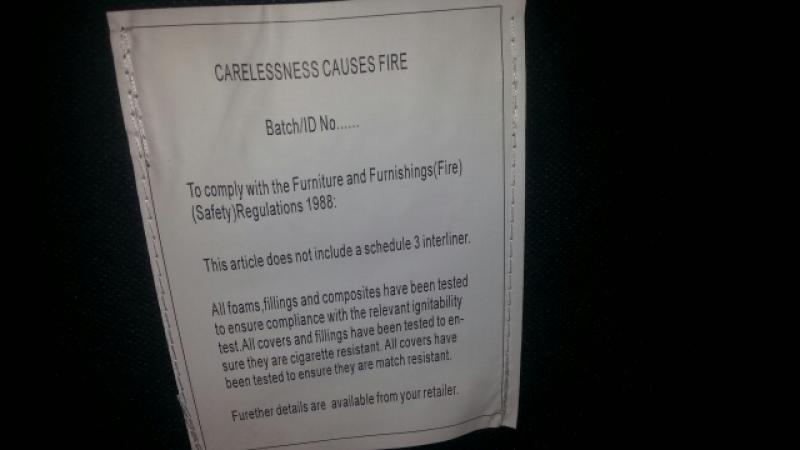 CARELESSNESS CAUSES FIRE
Batch/ID No......
To comply with the Furniture and Furnishings(Fire)
(Safety)Regulations 1988:
This article does not include a schedule 3 interliner.
All foams,fillings and composites have been tested
to ensure compliance with the relevant ignitability
test.All covers and fillings have been tested to en-
sure they are cigarette resistant. All covers have
been tested to ensure they are match resistant.
Furether details are available from your retailer.